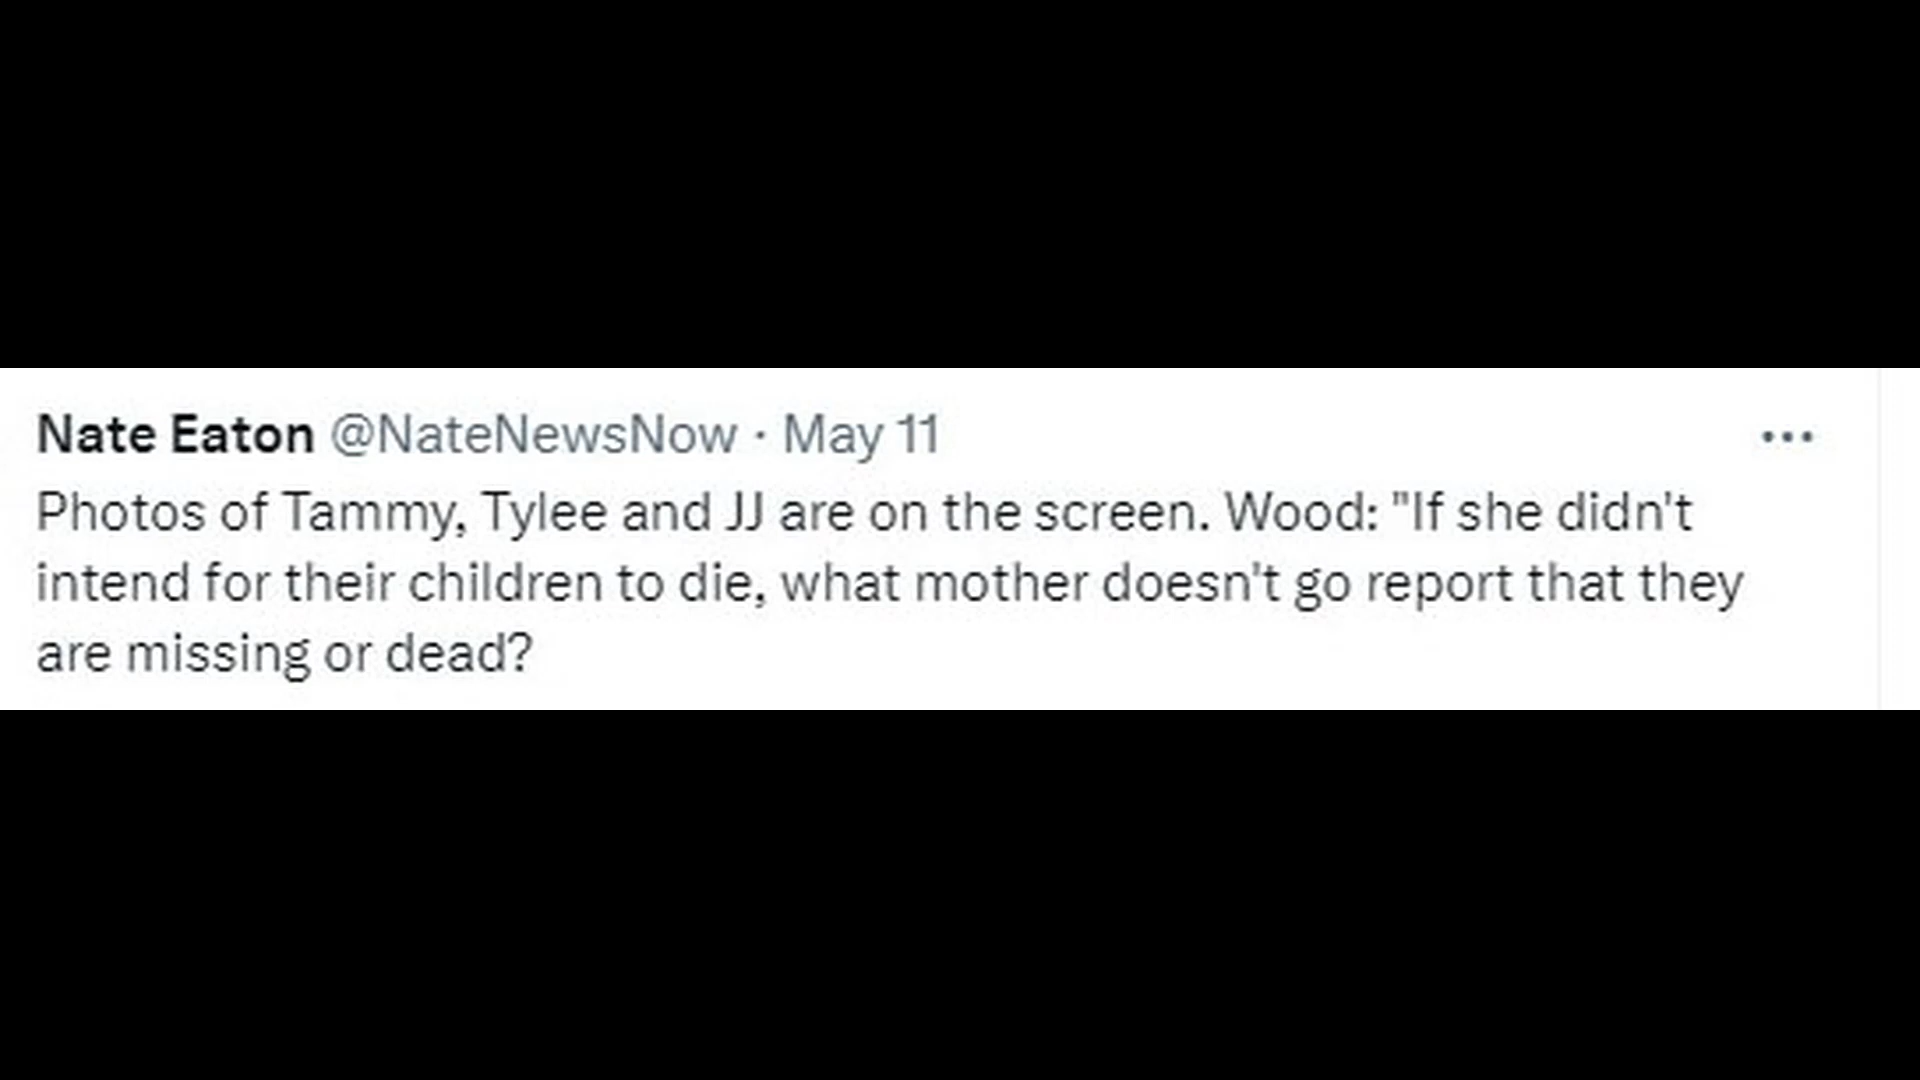 Nate Eaton @NateNewsNow · May 11
Photos of Tammy, Tylee and JJ are on the screen. Wood: "If she didn't
intend for their children to die, what mother doesn't go report that they
are missing or dead?